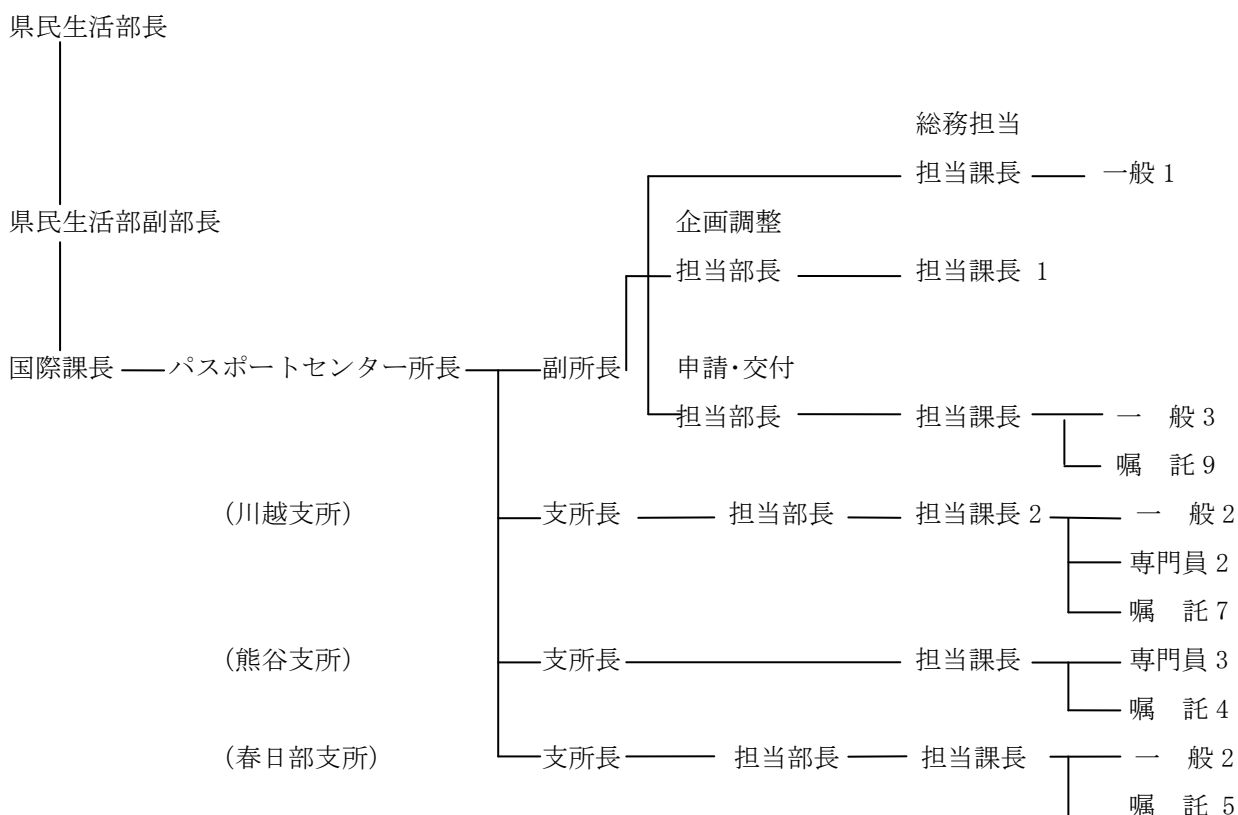 県民生活部長
総務担当
担当課長 一般 1
県民生活部副部長 企画調整
担当部長 担当課長 1
国際課長 パスポートセンター所長 副所長 申請・交付
担当部長 担当課長 一 般 3
嘱 託 9
(川越支所) 支所長 担当部長 担当課長 2 一 般 2
専門員 2
嘱 託 7
(熊谷支所) 支所長 担当課長 専門員 3
嘱 託 4
(春日部支所) 支所長 担当部長 担当課長 一 般 2
嘱 託 5